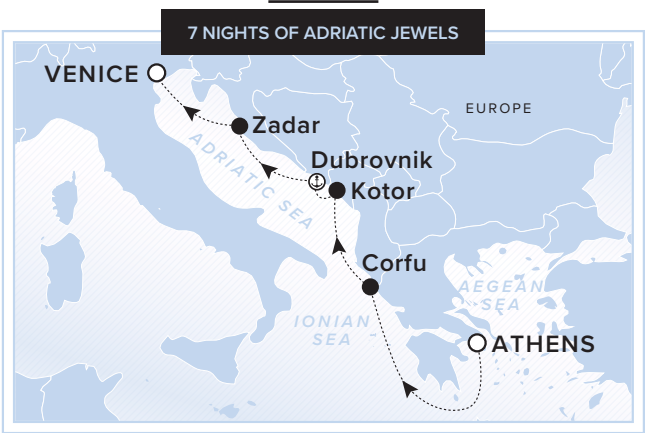 7 NIGHTS OF ADRIATIC JEWELS
VENICE
EUROPE
Zadar
ADRIATIC SEA
Dubrovnik
Kotor
Corfu
AEGEAN
SEA
IONIAN
SEA
ATHENS